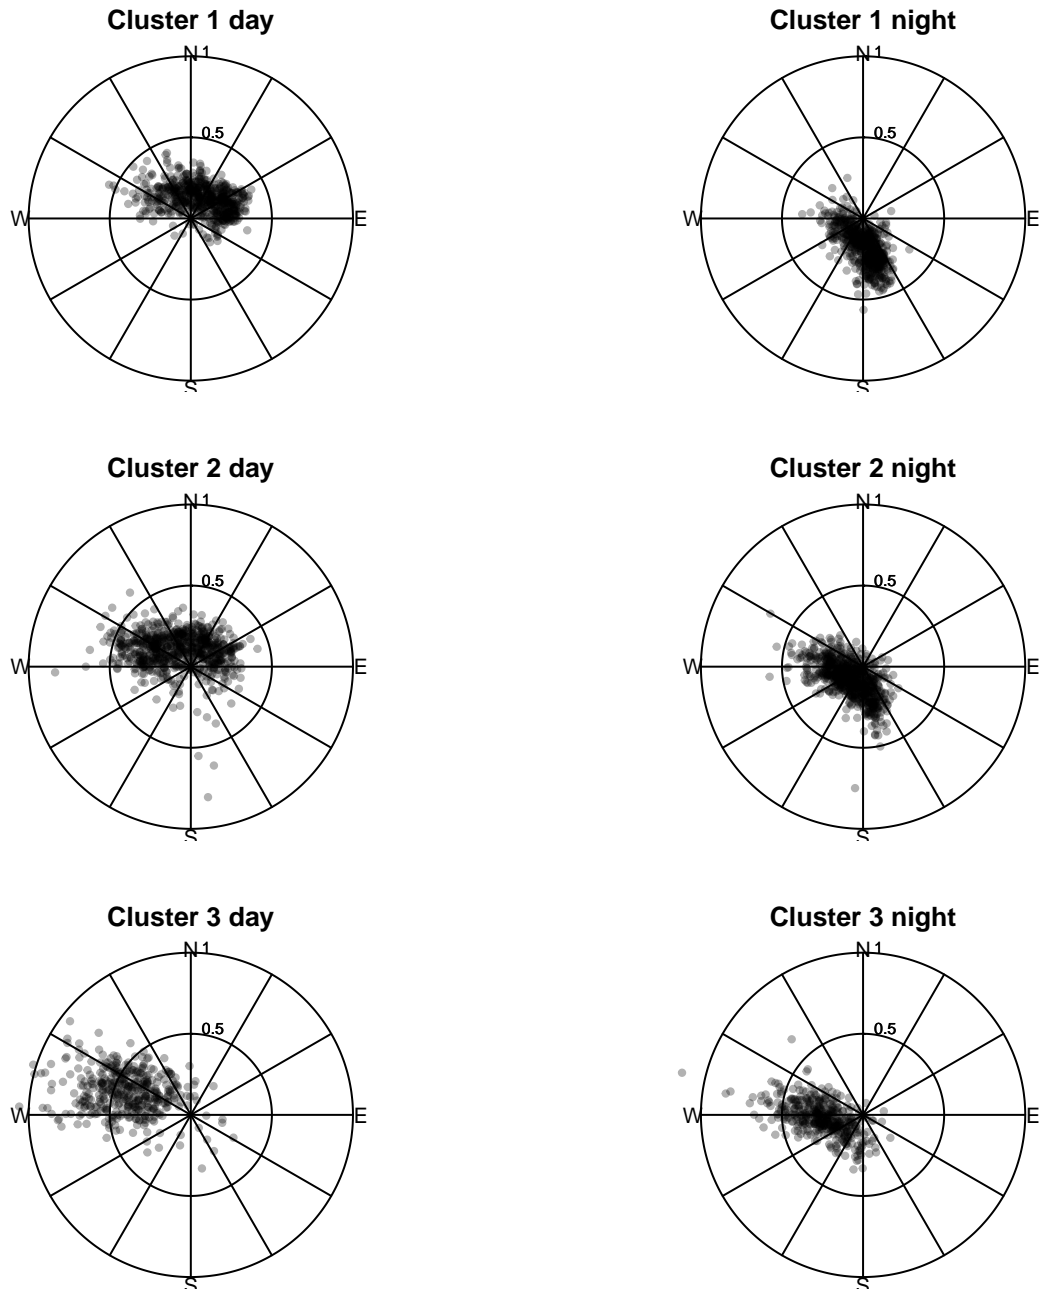 Cluster 1 day
N 1
0.5
W E
S
Cluster 1 night
N 1
0.5
W E
S
Cluster 2 day
N 1
0.5
W E
S
Cluster 2 night
N 1
0.5
W E
S
Cluster 3 day
N 1
0.5
W E
S
Cluster 3 night
N 1
0.5
W E
S